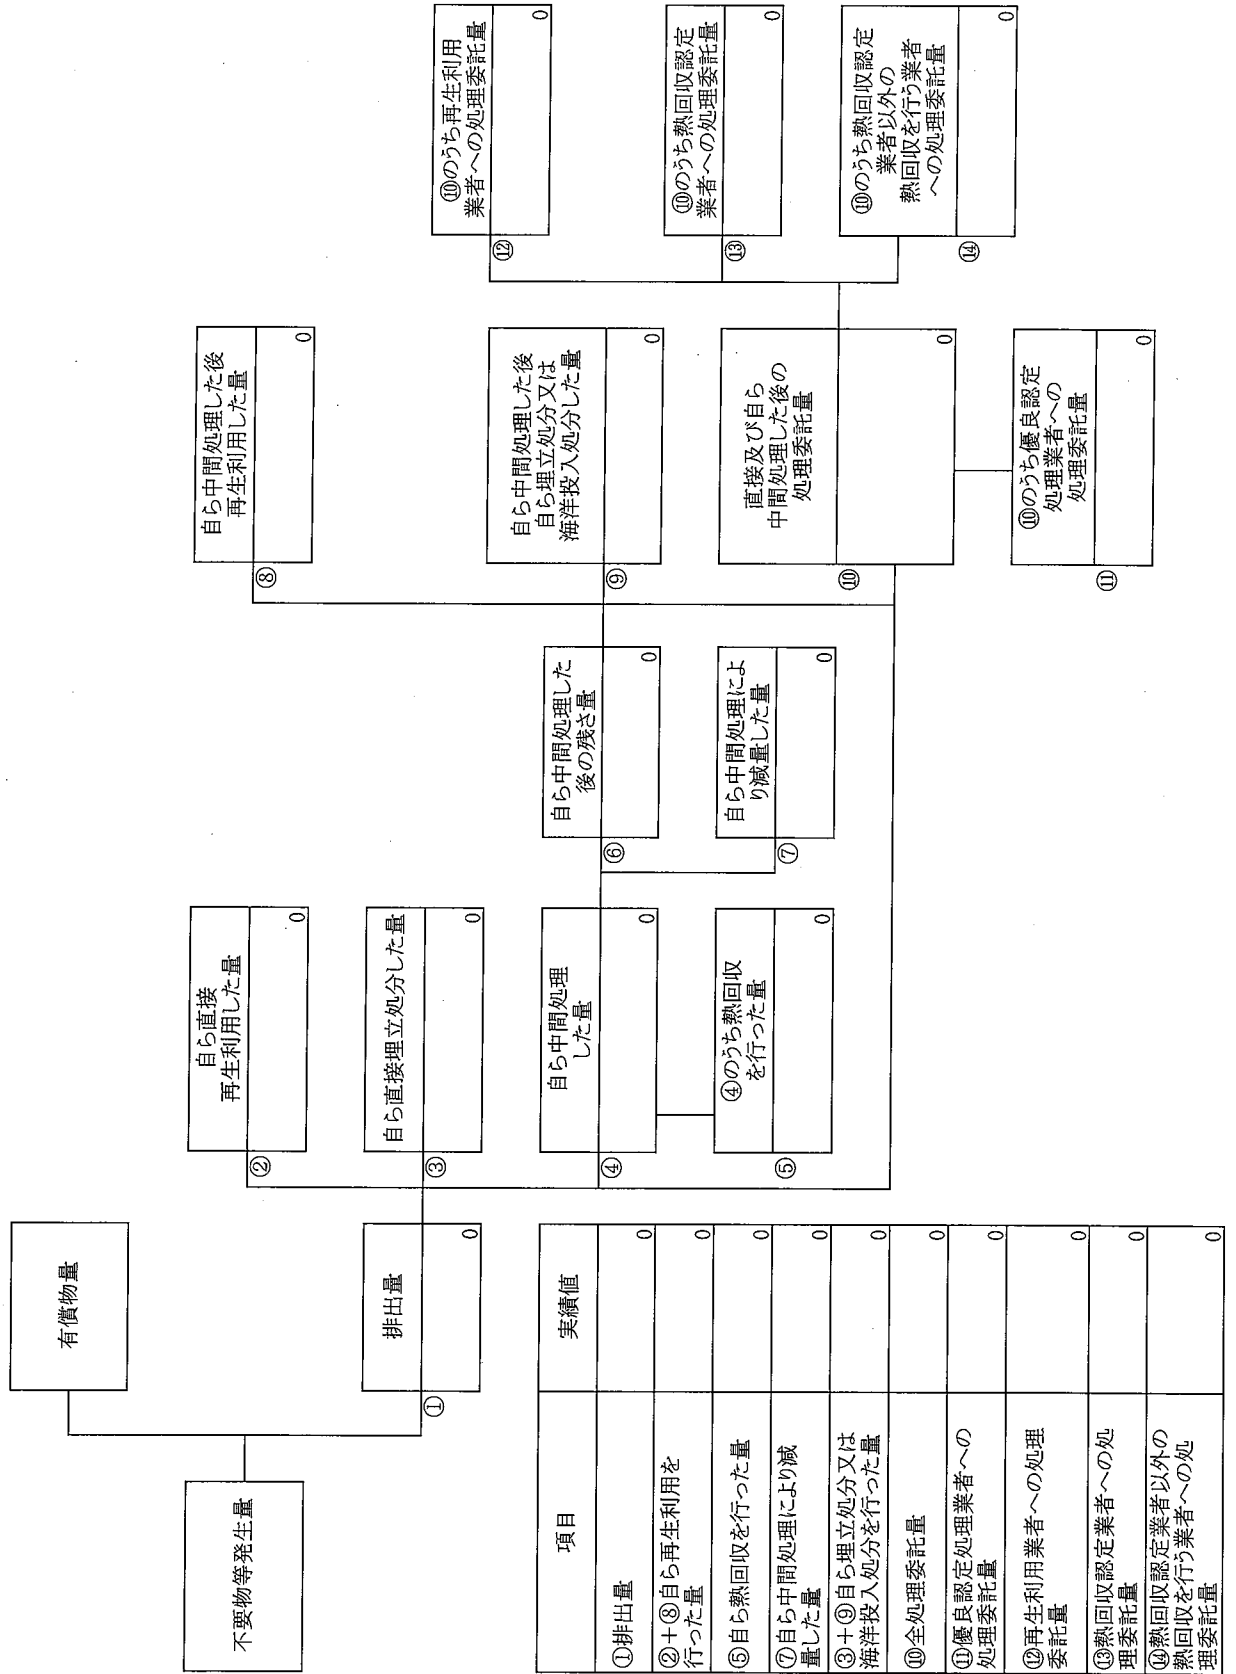 有償物量
不要物等発生量
排出量
0
①
自ら直接
再生利用した量
0
②
自ら直接埋立処分した量
0
③
自ら中間処理
した量
0
④
④のうち熱回収
を行った量
0
⑤
自ら中間処理した
後の残さ量
0
⑥
自ら中間処理によ
り減量した量
0
⑦
自ら中間処理した後
再生利用した量
0
⑧
自ら中間処理した後
自ら埋立処分又は
海洋投入処分した量
0
⑨
直接及び自ら
中間処理した後の
処理委託量
0
⑩
⑩のうち優良認定
処理業者への
処理委託量
0
⑪
⑩のうち再生利用
業者への処理委託量
0
⑫
⑩のうち熱回収認定
業者への処理委託量
0
⑬
⑩のうち熱回収認定
業者以外の
熱回収を行う業者
への処理委託量
0
⑭
項目
実績値
①排出量
0
②+⑧自ら再生利用を
行った量
0
⑤自ら熱回収を行った量
0
⑦自ら中間処理により減
量した量
0
③+⑨自ら埋立処分又は
海洋投入処分を行った量
0
⑩全処理委託量
0
⑪優良認定処理業者への
処理委託量
0
⑫再生利用業者への処理
委託量
0
⑬熱回収認定業者への処
理委託量
0
⑭熱回収認定業者以外の
熱回収を行う業者への処
理委託量
0